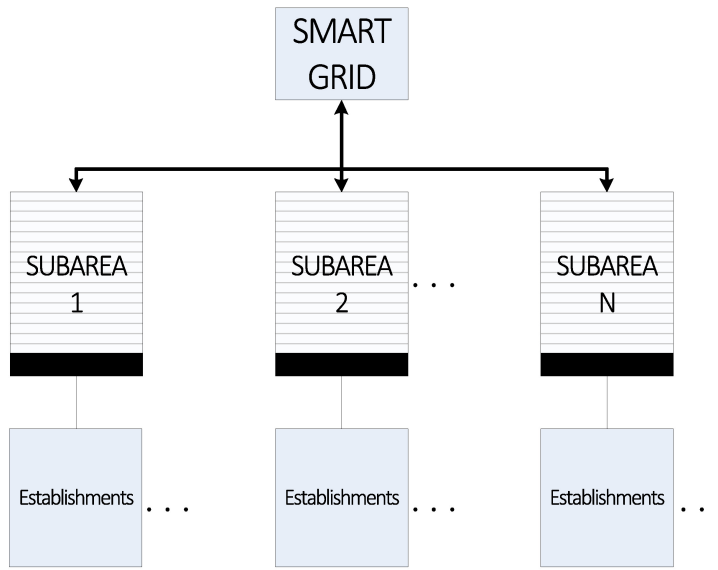 SMART
GRID
SUBAREA
1
SUBAREA
2
. . .
SUBAREA
N
Establishments
. . .
Establishments
. . .
Establishments
. .